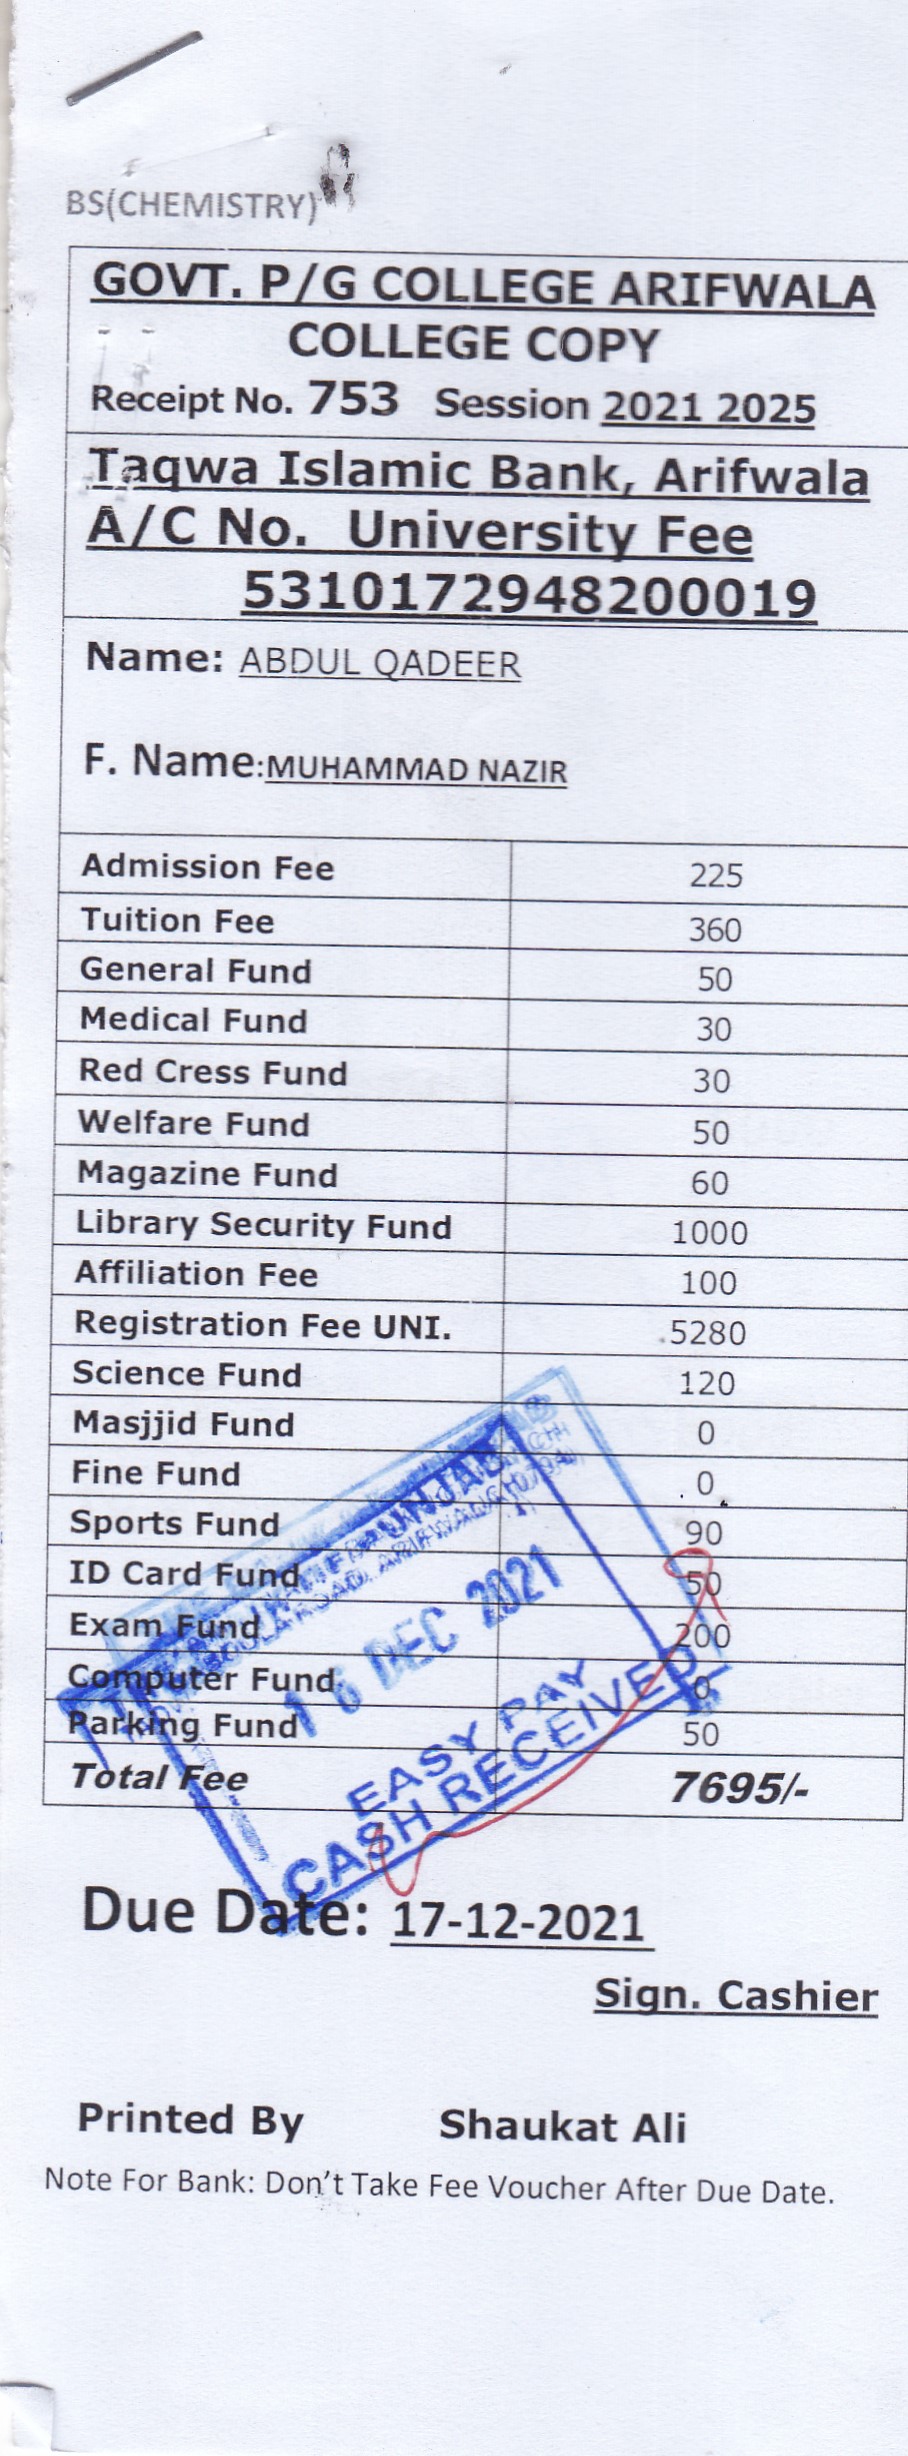 BS(CHEMISTRY)
GOVT. P/G COLLEGE ARIFWALA
COLLEGE COPY
Receipt No. 753 Session 2021 2025
Taqwa Islamic Bank, Arifwala
A/C No. University Fee
5310172948200019
Name: ABDUL QADEER
F. Name:MUHAMMAD NAZIR
Admission Fee 225
Tuition Fee 360
General Fund 50
Medical Fund 30
Red Cress Fund 30
Welfare Fund 50
Magazine Fund 60
Library Security Fund 1000
Affiliation Fee 100
Registration Fee UNI. 5280
Science Fund 120
Masjjid Fund 0
Fine Fund 0
Sports Fund 90
ID Card Fund 50
Exam Fund 200
Computer Fund 0
Parking Fund 50
Total Fee 7695/-
PUNJAB
16 DEC 2021
EASY PAY
CASH RECEIVED
Due Date: 17-12-2021
Sign. Cashier
Printed By Shaukat Ali
Note For Bank: Don't Take Fee Voucher After Due Date.